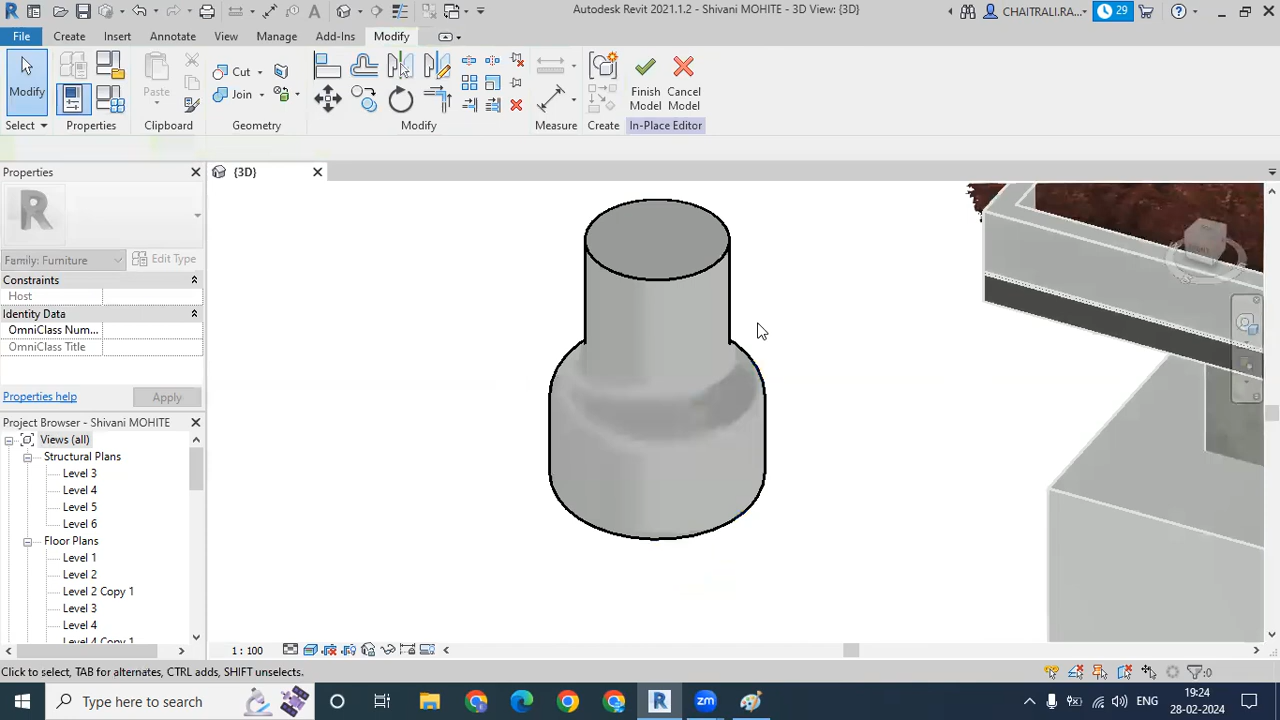 Autodesk Revit 2021.1.2 - Shivani MOHITE - 3D View: {3D}
CHAITRALI.RA...
29
File
Create
Insert
Annotate
View
Manage
Add-Ins
Modify
Modify
Select
Properties
Paste
Clipboard
Cut
Join
Geometry
Modify
Measure
Create
Finish Model
Cancel Model
In-Place Editor
Properties
{3D}
Family: Furniture
Edit Type
Constraints
Host
Identity Data
OmniClass Num...
OmniClass Title
Properties help
Apply
Project Browser - Shivani MOHITE
Views (all)
Structural Plans
Level 3
Level 4
Level 5
Level 6
Floor Plans
Level 1
Level 2
Level 2 Copy 1
Level 3
Level 4
Level 4 Copy 1
1 : 100
Click to select, TAB for alternates, CTRL adds, SHIFT unselects.
:0
Type here to search
zm
ENG
19:24
28-02-2024